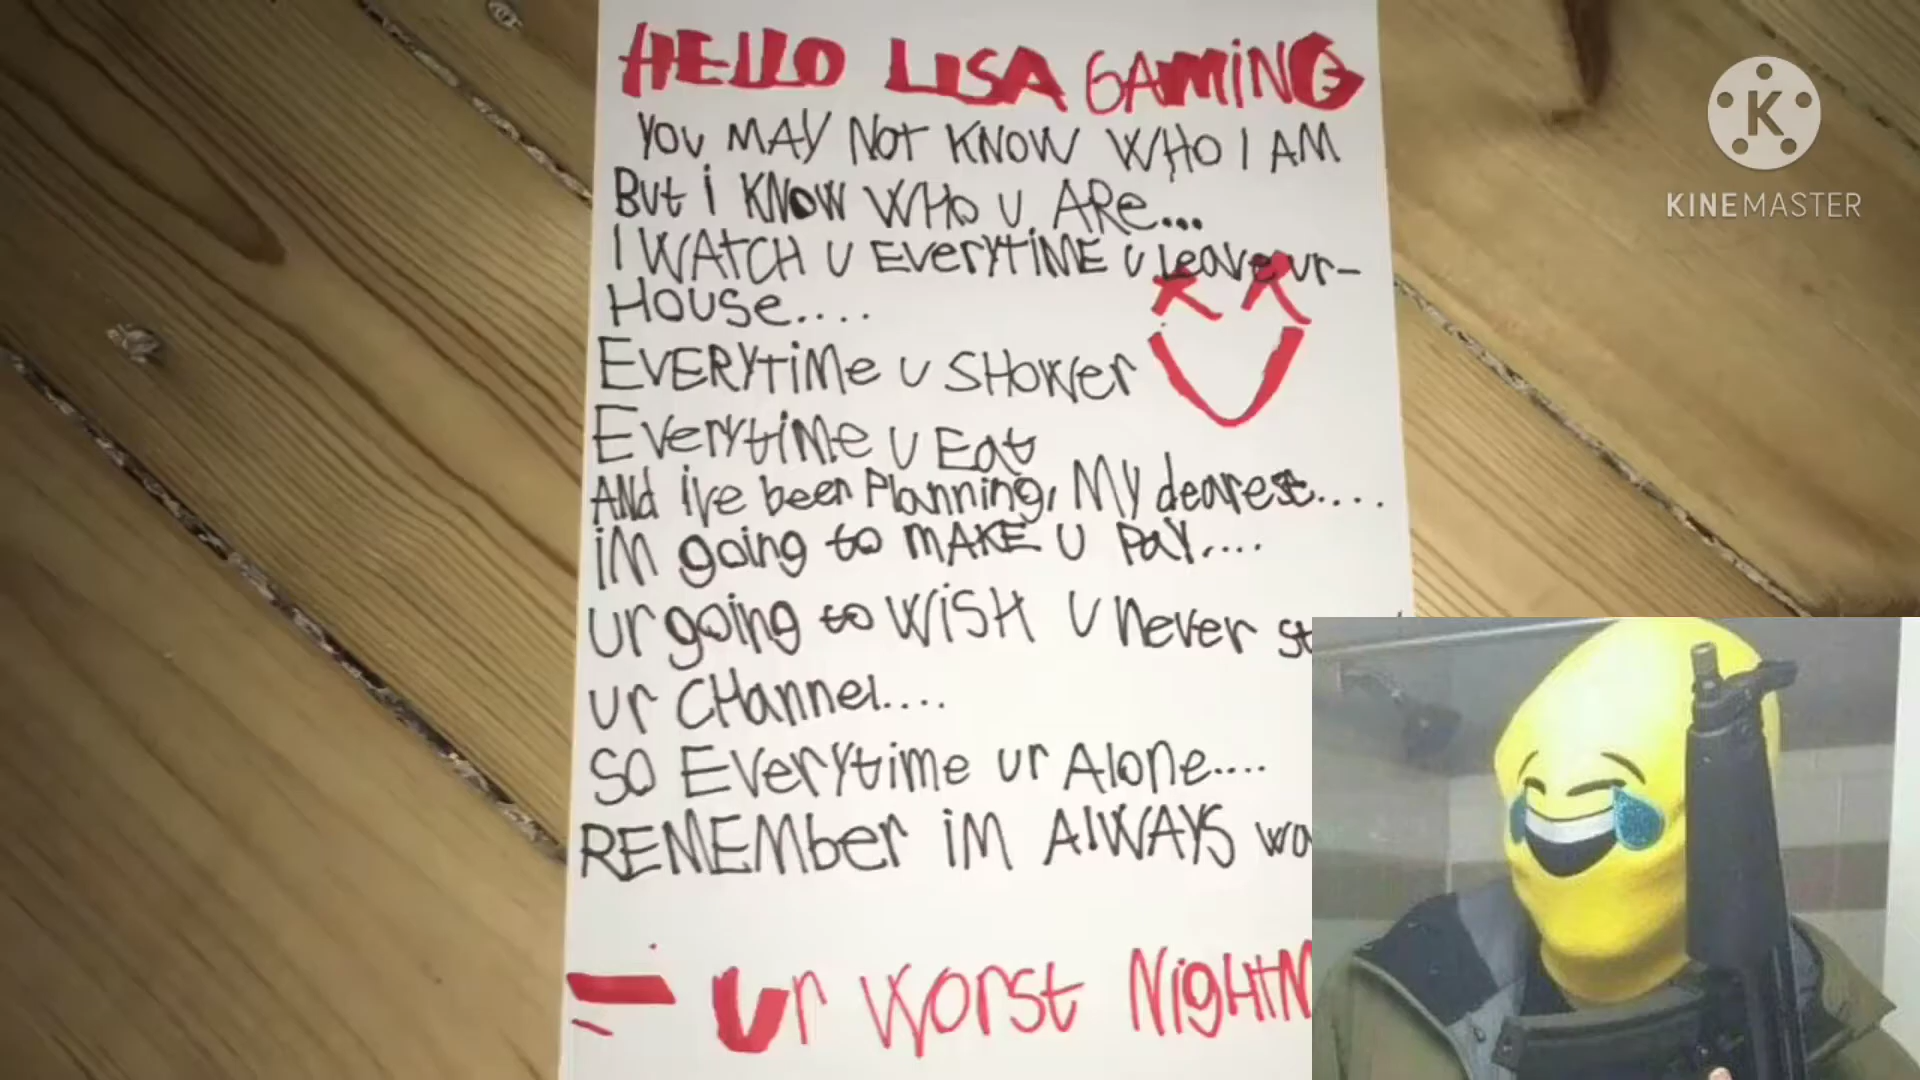 HELLO LISA GAMING
YOU MAY NOT KNOW WHO I AM
But i KNOW WHO U ARe...
I WATCH U EVerYTiME U Leave ur-
House....
EVERYTiMe U SHOWer
EverytiMe U Eat
AND i've been Planning, My dearest....
iM going to MAKE U PAY....
ur going to WiSH U never
ur CHannel....
SO EVerytime ur Alone....
REMEMber iM ALWAYS
- Ur Worst
K
KINEMASTER